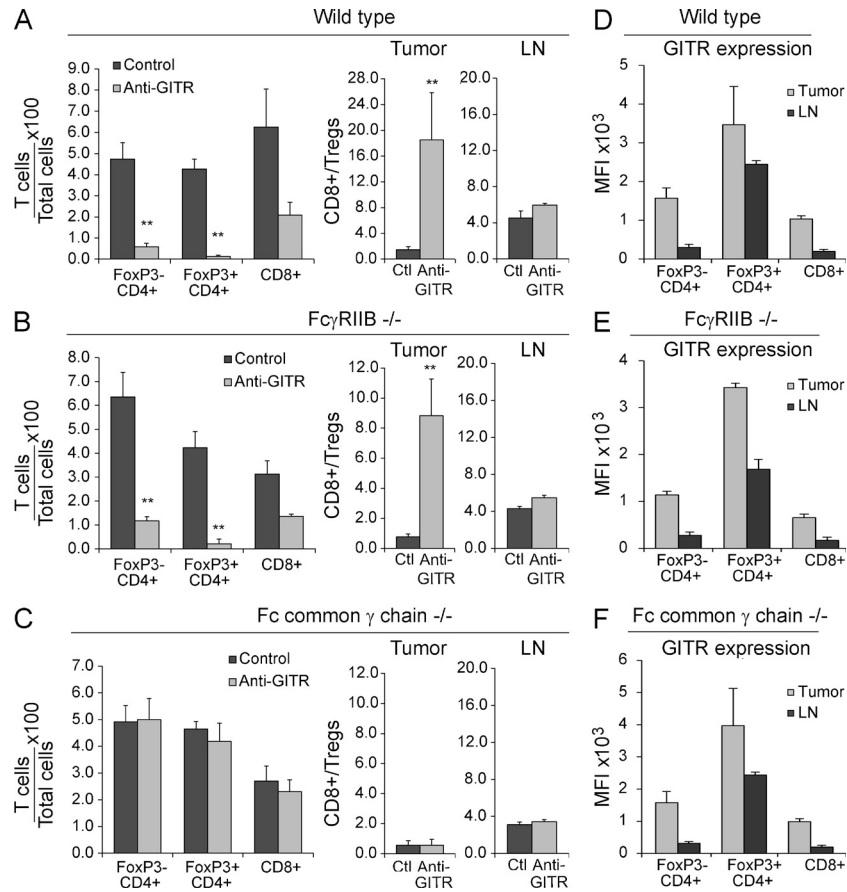 A
Wild type
Control
Anti-GITR
T cells x100
Total cells
9.0
8.0
7.0
6.0
5.0
4.0
3.0
2.0
1.0
0.0
**
**
FoxP3-
CD4+
FoxP3+
CD4+
CD8+
Tumor
CD8+/Tregs
28.0
24.0
20.0
16.0
12.0
8.0
4.0
0.0
**
Ctl Anti-
GITR
LN
20.0
16.0
12.0
8.0
4.0
0.0
Ctl Anti-
GITR
D
Wild type
GITR expression
Tumor
LN
MFI x10³
5
4
3
2
1
0
FoxP3-
CD4+
FoxP3+
CD4+
CD8+
B
FcγRIIB -/-
Control
Anti-GITR
T cells x100
Total cells
8.0
7.0
6.0
5.0
4.0
3.0
2.0
1.0
0.0
**
**
FoxP3-
CD4+
FoxP3+
CD4+
CD8+
Tumor
CD8+/Tregs
12.0
10.0
8.0
6.0
4.0
2.0
0.0
**
Ctl Anti-
GITR
LN
20.0
16.0
12.0
8.0
4.0
0.0
Ctl Anti-
GITR
E
FcγRIIB -/-
GITR expression
Tumor
LN
MFI x10³
4
3
2
1
0
FoxP3-
CD4+
FoxP3+
CD4+
CD8+
C
Fc common γ chain -/-
Control
Anti-GITR
T cells x100
Total cells
7.0
6.0
5.0
4.0
3.0
2.0
1.0
0.0
FoxP3-
CD4+
FoxP3+
CD4+
CD8+
Tumor
CD8+/Tregs
12.0
10.0
8.0
6.0
4.0
2.0
0.0
Ctl Anti-
GITR
LN
20.0
16.0
12.0
8.0
4.0
0.0
Ctl Anti-
GITR
F
Fc common γ chain -/-
GITR expression
Tumor
LN
MFI x10³
6
5
4
3
2
1
0
FoxP3-
CD4+
FoxP3+
CD4+
CD8+